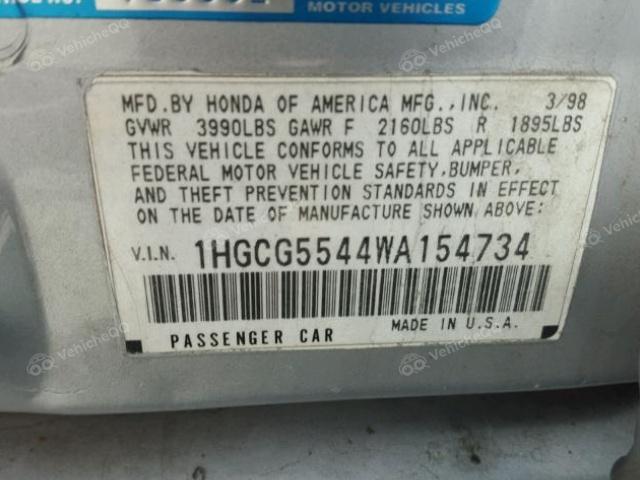 MOTOR VEHICLES
MFD.BY HONDA OF AMERICA MFG.,INC. 3/98
GVWR 3990LBS GAWR F 2160LBS R 1895LBS
THIS VEHICLE CONFORMS TO ALL APPLICABLE
FEDERAL MOTOR VEHICLE SAFETY,BUMPER,
AND THEFT PREVENTION STANDARDS IN EFFECT
ON THE DATE OF MANUFACTURE SHOWN ABOVE:
V.I.N. 1HGCG5544WA154734
PASSENGER CAR MADE IN U.S.A.
VehicheQQ